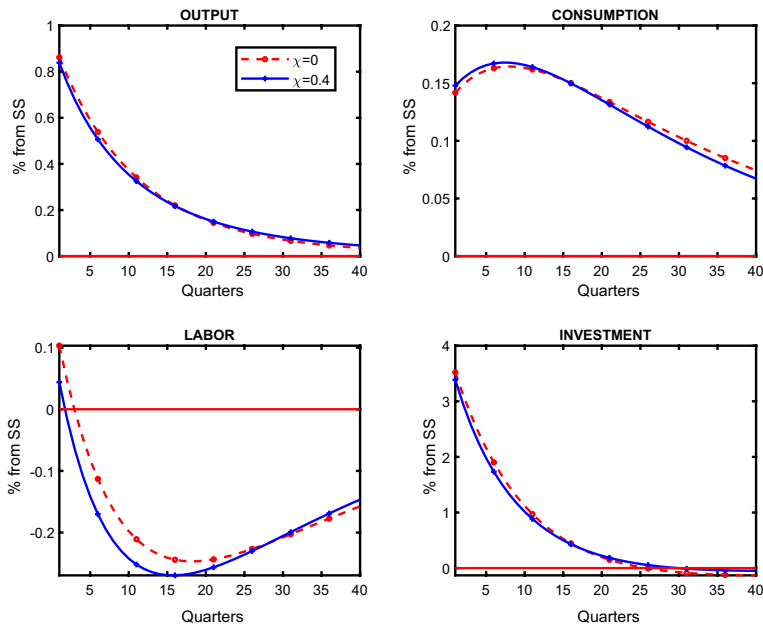 OUTPUT
% from SS
1
0.8
0.6
0.4
0.2
0
5 10 15 20 25 30 35 40
Quarters
χ=0
χ=0.4
CONSUMPTION
% from SS
0.2
0.15
0.1
0.05
0
5 10 15 20 25 30 35 40
Quarters
LABOR
% from SS
0.1
0
-0.1
-0.2
5 10 15 20 25 30 35 40
Quarters
INVESTMENT
% from SS
4
3
2
1
0
5 10 15 20 25 30 35 40
Quarters